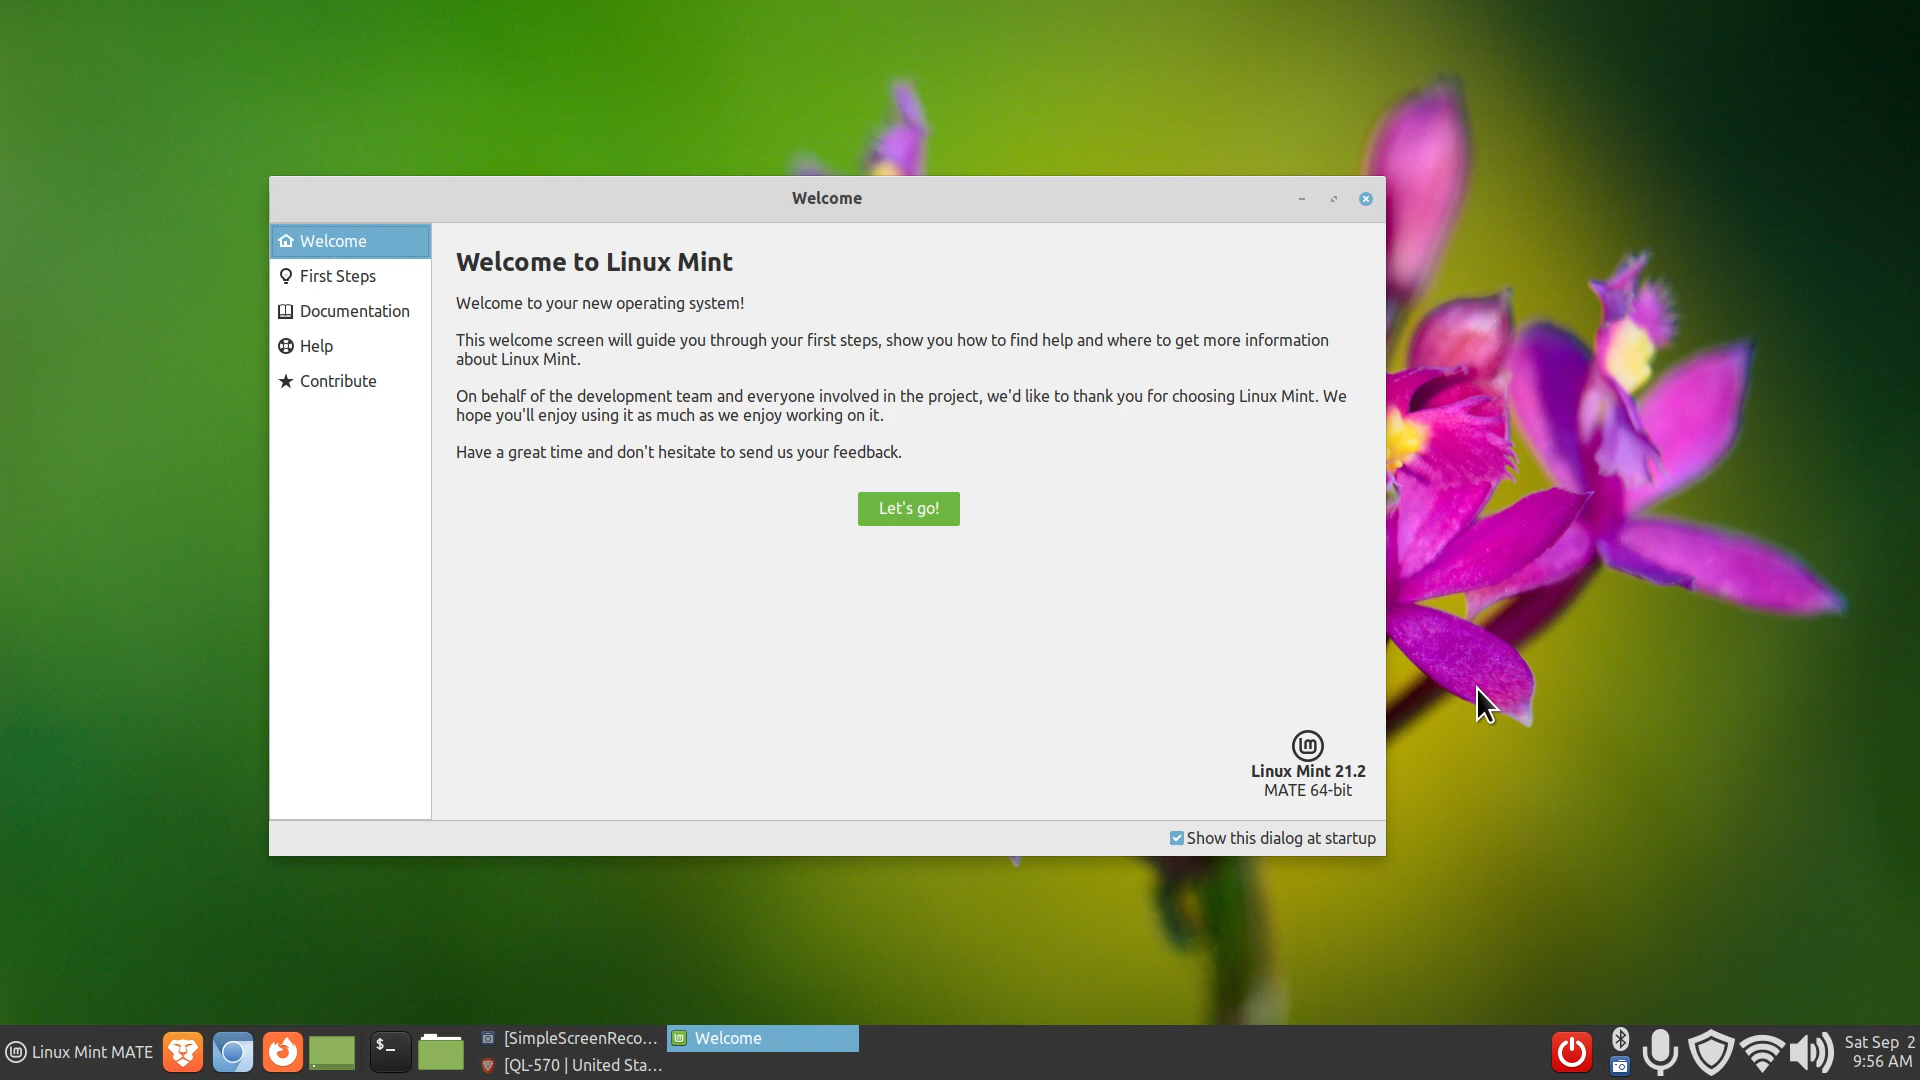 Welcome
Welcome
First Steps
Documentation
Help
Contribute
Welcome to Linux Mint
Welcome to your new operating system!
This welcome screen will guide you through your first steps, show you how to find help and where to get more information
about Linux Mint.
On behalf of the development team and everyone involved in the project, we'd like to thank you for choosing Linux Mint. We
hope you'll enjoy using it as much as we enjoy working on it.
Have a great time and don't hesitate to send us your feedback.
Let's go!
Linux Mint 21.2
MATE 64-bit
Show this dialog at startup
Linux Mint MATE
$_
[SimpleScreenReco...
Welcome
[QL-570 | United Sta...
Sat Sep 2
9:56 AM